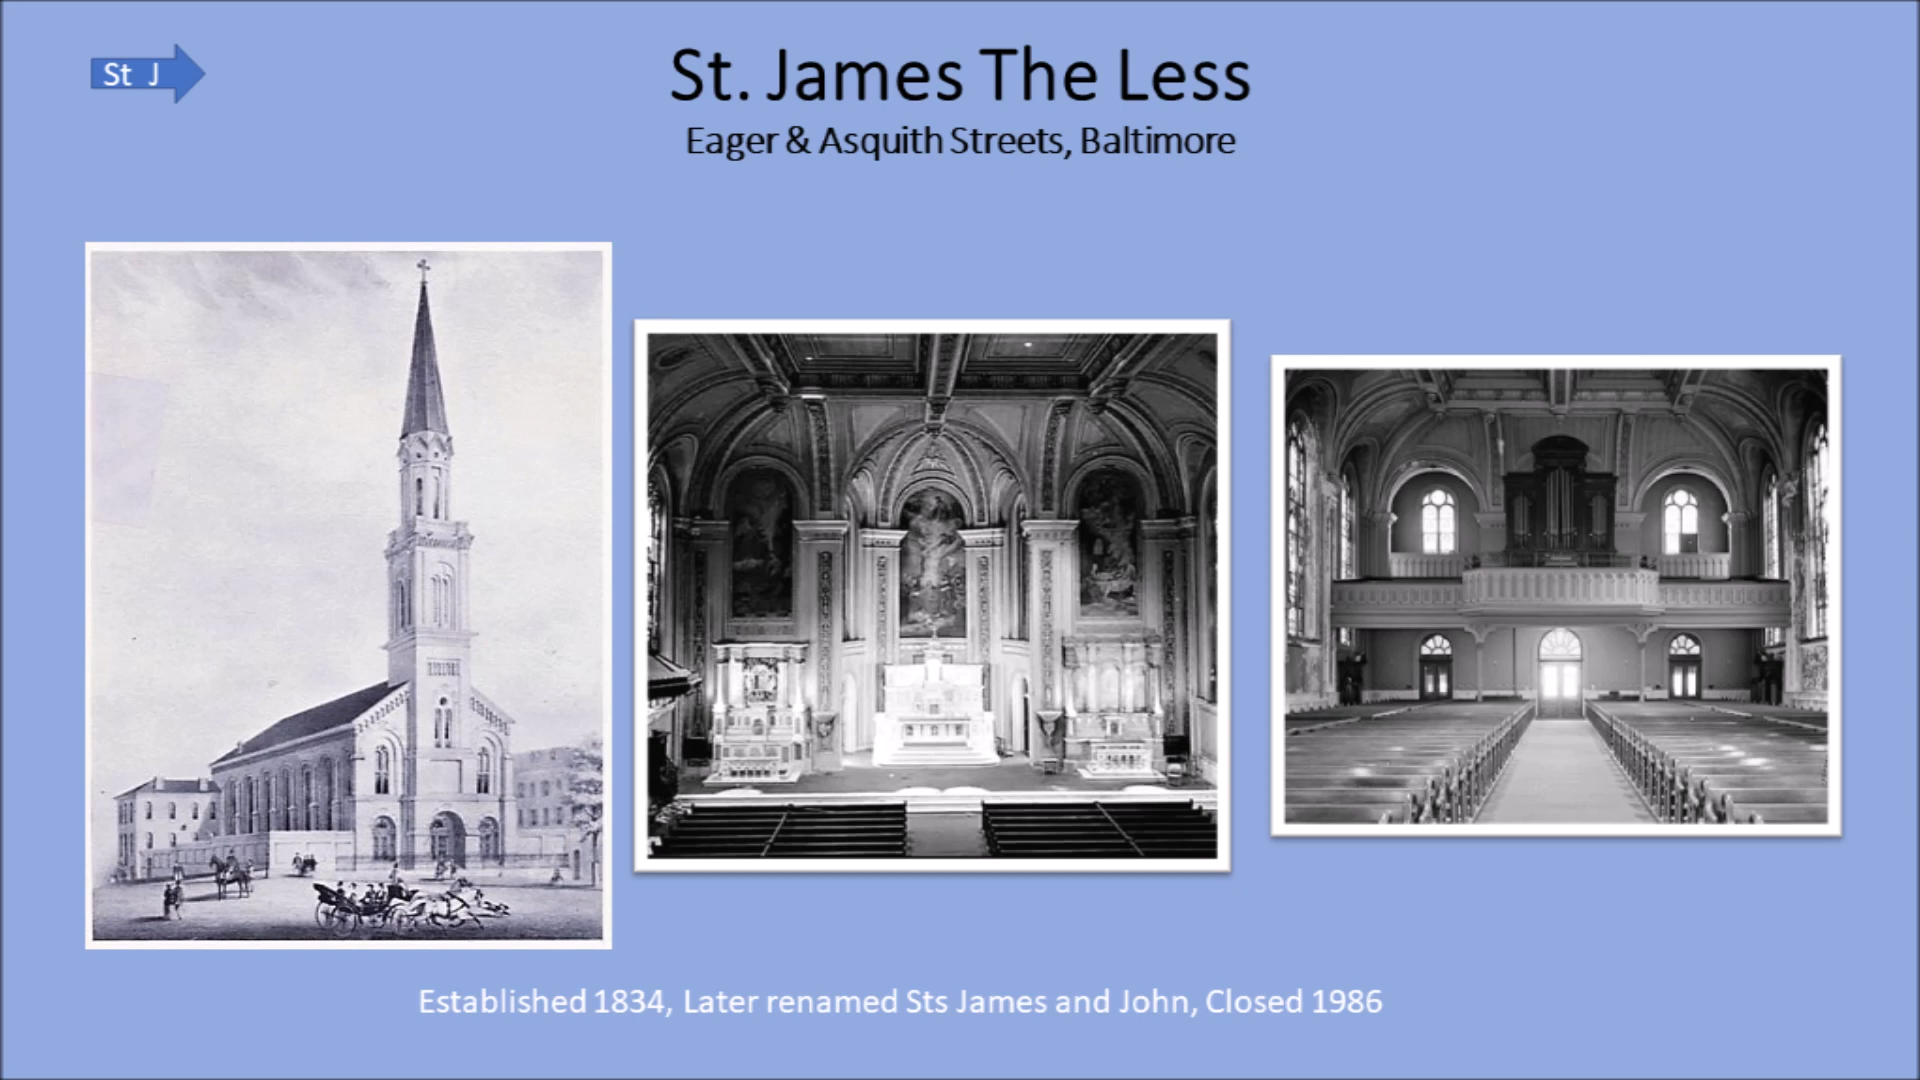 St J
St. James The Less
Eager & Asquith Streets, Baltimore
Established 1834, Later renamed Sts James and John, Closed 1986